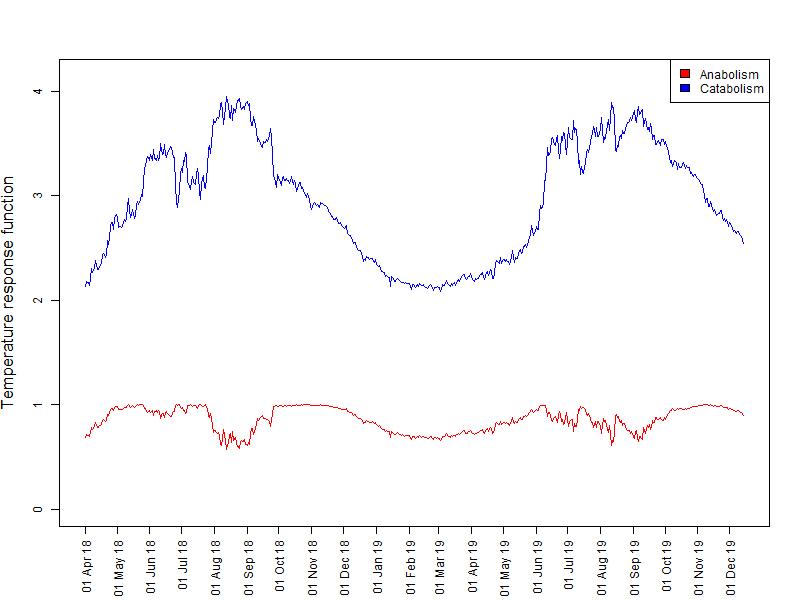 Anabolism
Catabolism
Temperature response function
4
3
2
1
0
01 Apr 18
01 May 18
01 Jun 18
01 Jul 18
01 Aug 18
01 Sep 18
01 Oct 18
01 Nov 18
01 Dec 18
01 Jan 19
01 Feb 19
01 Mar 19
01 Apr 19
01 May 19
01 Jun 19
01 Jul 19
01 Aug 19
01 Sep 19
01 Oct 19
01 Nov 19
01 Dec 19